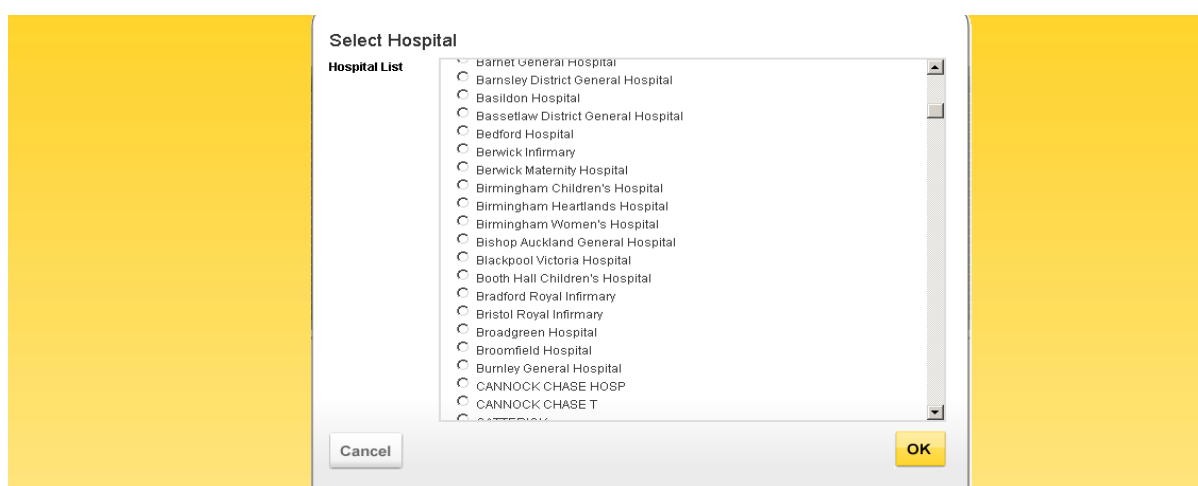 Select Hospital
Hospital List
Barnet General Hospital
Barnsley District General Hospital
Basildon Hospital
Bassetlaw District General Hospital
Bedford Hospital
Berwick Infirmary
Berwick Maternity Hospital
Birmingham Children's Hospital
Birmingham Heartlands Hospital
Birmingham Women's Hospital
Bishop Auckland General Hospital
Blackpool Victoria Hospital
Booth Hall Children's Hospital
Bradford Royal Infirmary
Bristol Royal Infirmary
Broadgreen Hospital
Broomfield Hospital
Burnley General Hospital
CANNOCK CHASE HOSP
CANNOCK CHASE T
Cancel
OK